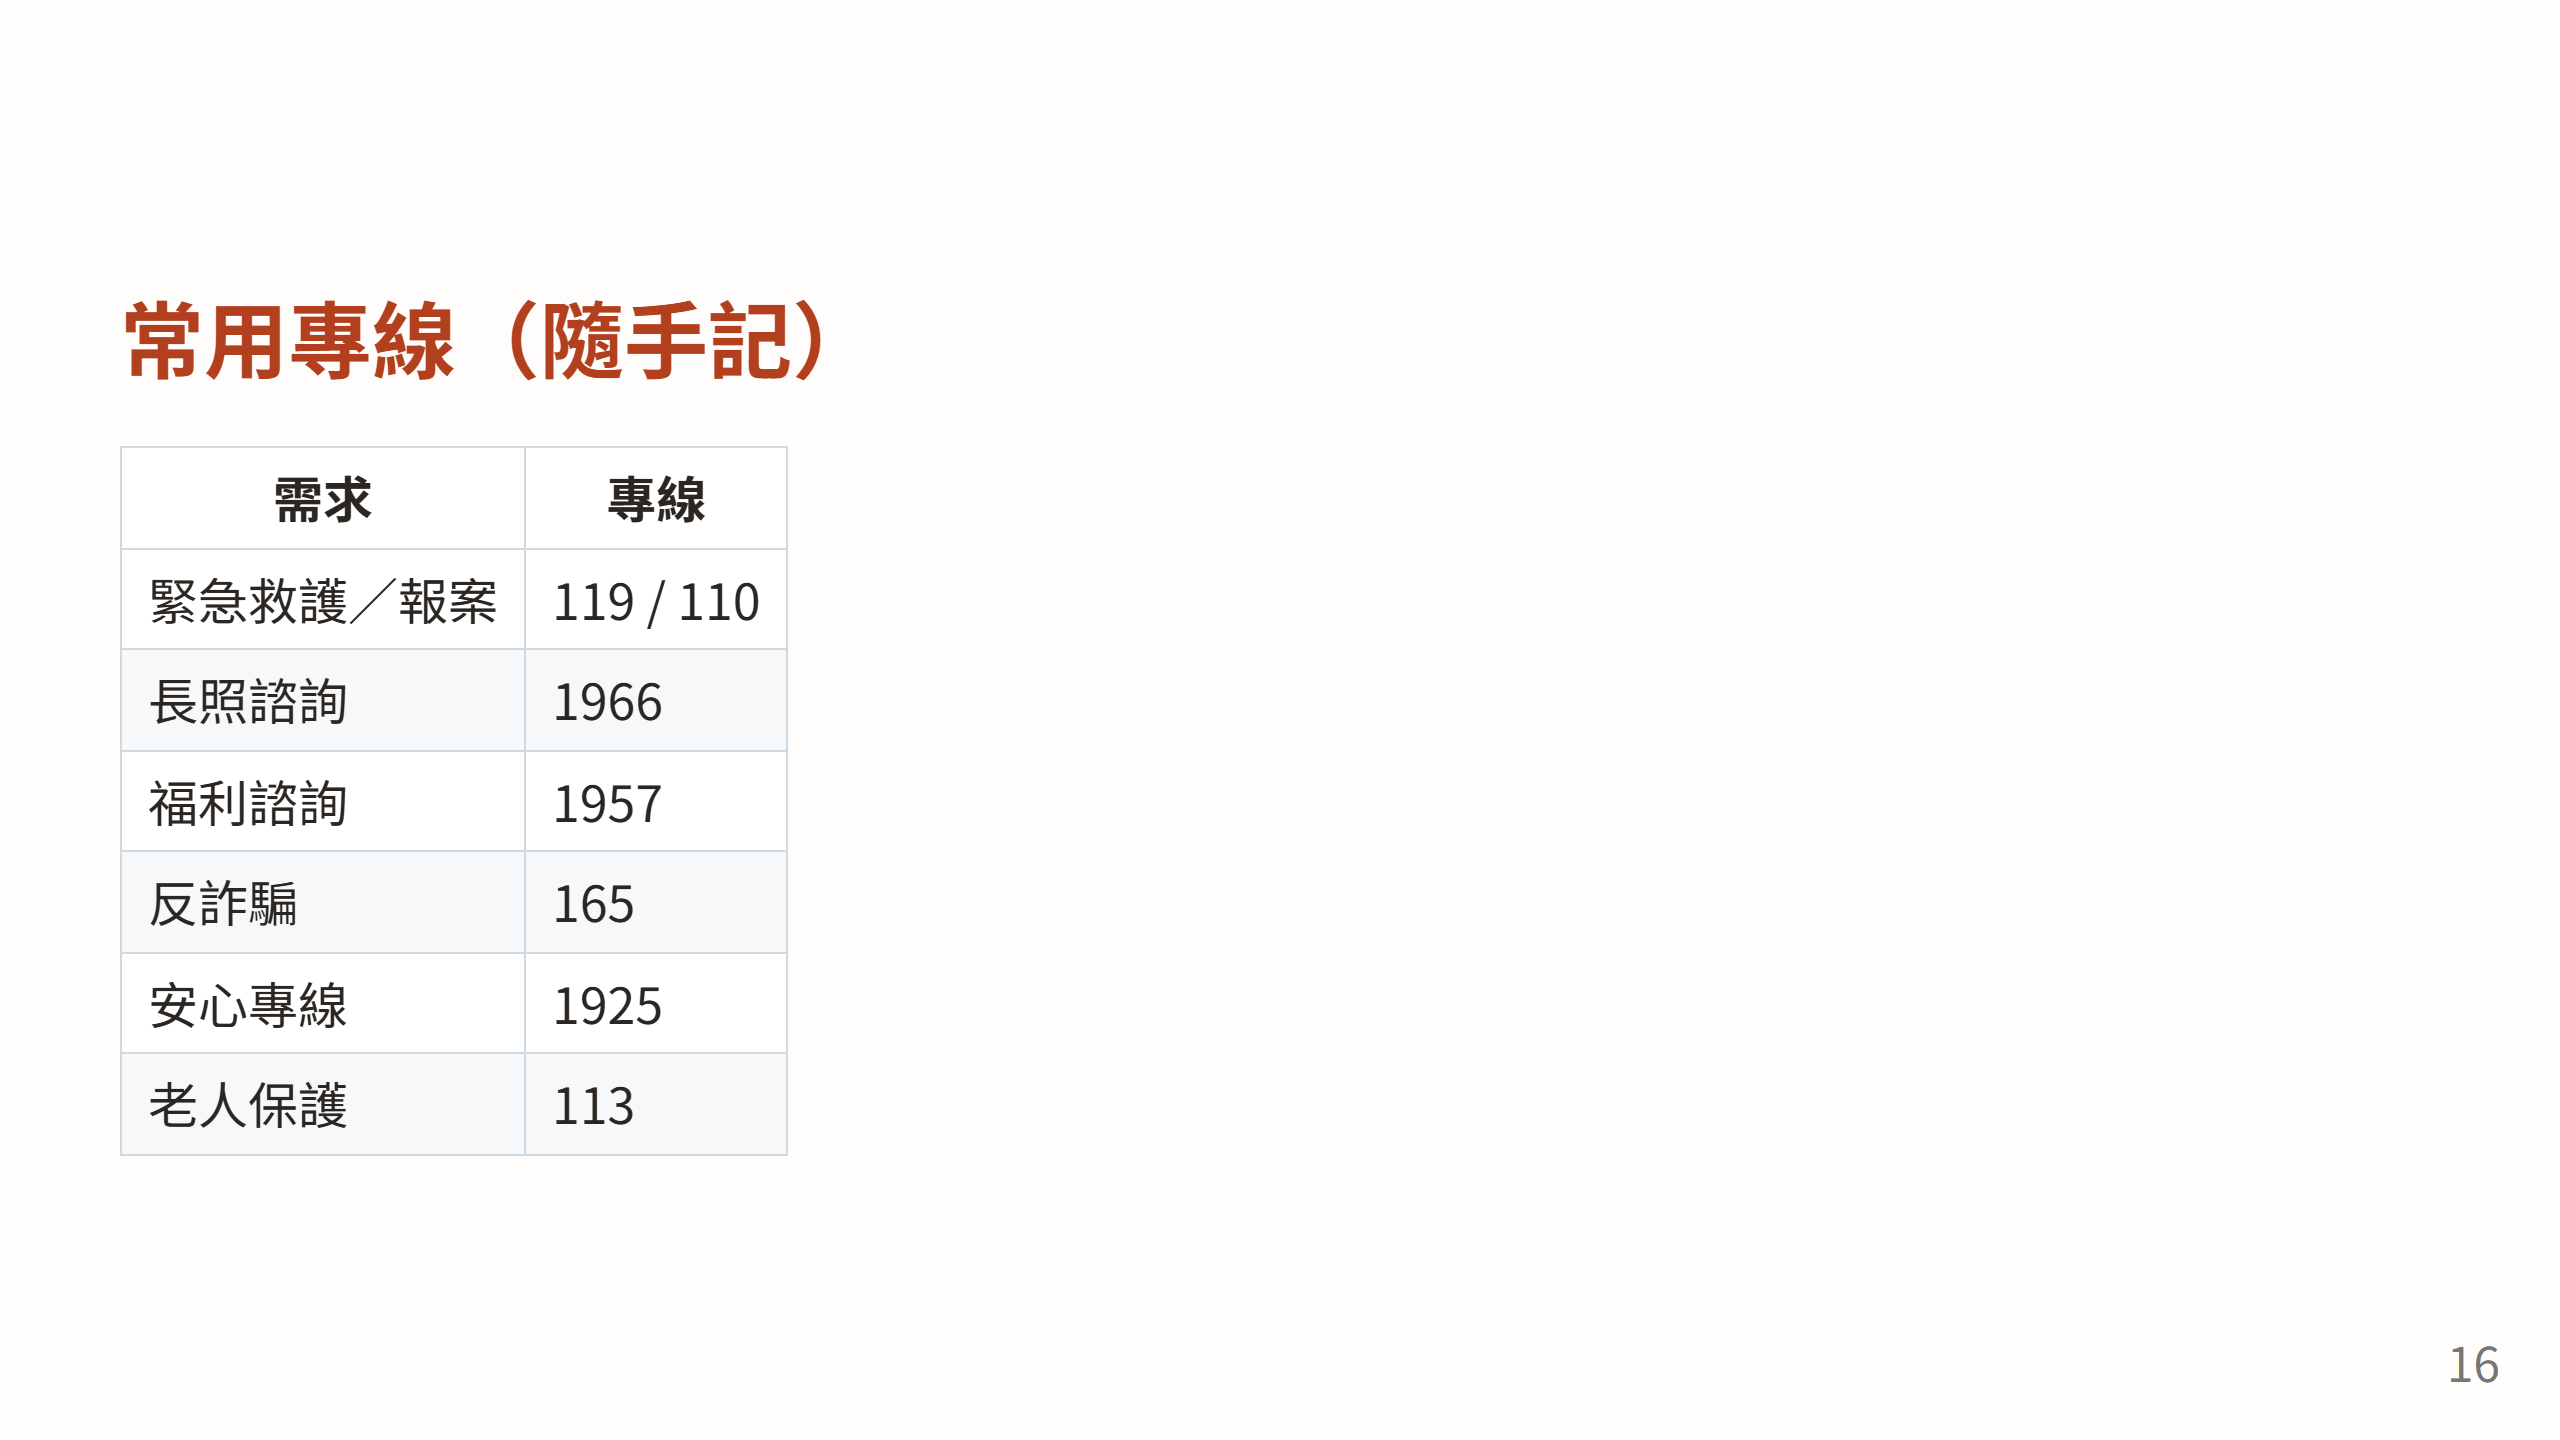 常用專線（隨手記）
需求 專線
緊急救護／報案 119 / 110
長照諮詢 1966
福利諮詢 1957
反詐騙 165
安心專線 1925
老人保護 113
16